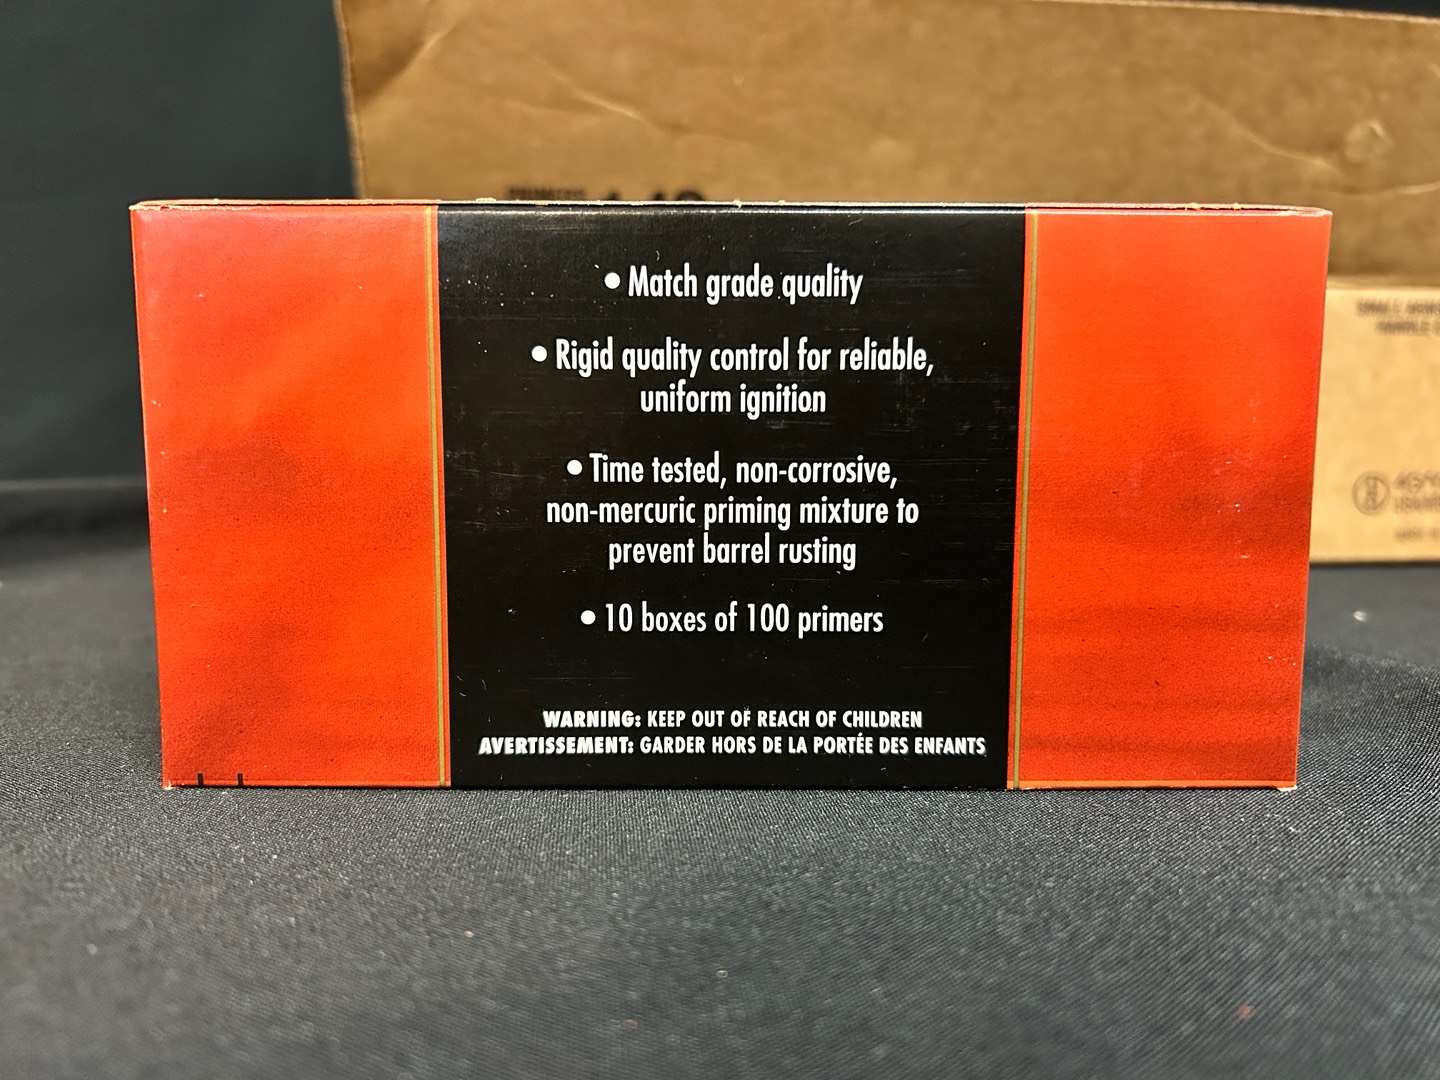 • Match grade quality
• Rigid quality control for reliable,
uniform ignition
• Time tested, non-corrosive,
non-mercuric priming mixture to
prevent barrel rusting
• 10 boxes of 100 primers
WARNING: KEEP OUT OF REACH OF CHILDREN
AVERTISSEMENT: GARDER HORS DE LA PORTÉE DES ENFANTS
SMALL